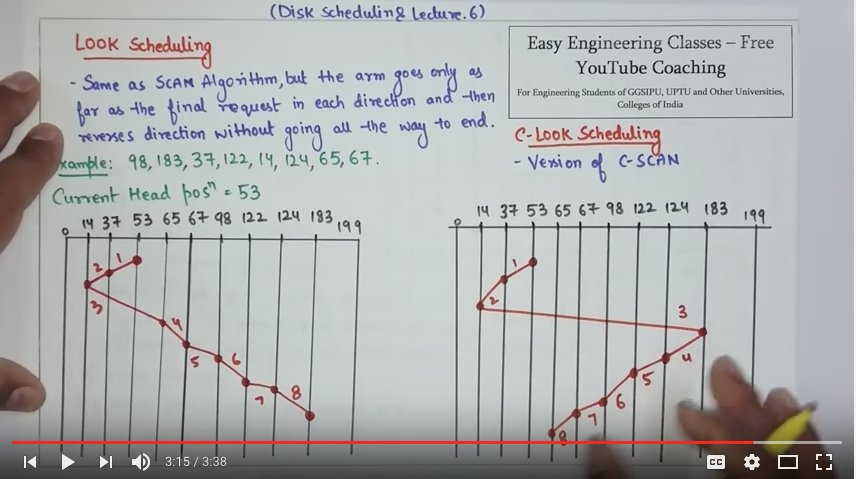 (Disk Scheduling Lecture.6)
LOOK Scheduling
- Same as SCAN Algorithm, but the arm goes only as
far as the final request in each direction and then
reverses direction without going all the way to end.
xample: 98, 183, 37, 122, 14, 124, 65, 67.
Current Head posⁿ = 53
0 14 37 53 65 67 98 122 124 183 199
1
2
3
4
5
6
7
8
Easy Engineering Classes – Free
YouTube Coaching
For Engineering Students of GGSIPU, UPTU and Other Universities,
Colleges of India
C-LOOK Scheduling
- Version of C-SCAN
0 14 37 53 65 67 98 122 124 183 199
1
2
3
4
5
6
7
8
3:15 / 3:38
CC